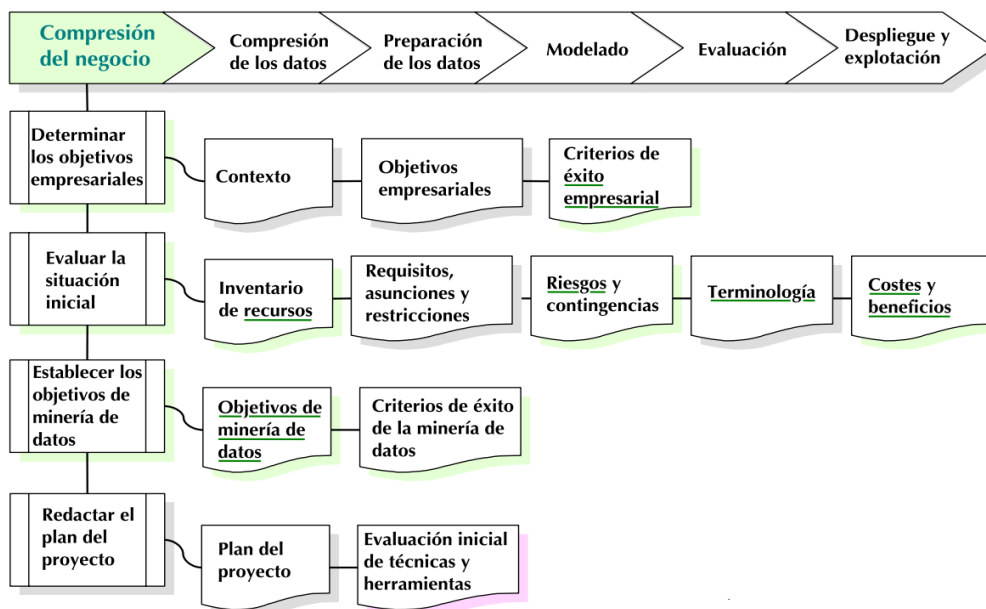 Compresión
del negocio
Compresión
de los datos
Preparación
de los datos
Modelado
Evaluación
Despliegue y
explotación
Determinar
los objetivos
empresariales
Contexto
Objetivos
empresariales
Criterios de
éxito
empresarial
Evaluar la
situación
inicial
Inventario
de recursos
Requisitos,
asunciones y
restricciones
Riesgos y
contingencias
Terminología
Costes y
beneficios
Establecer los
objetivos de
minería de
datos
Objetivos de
minería de
datos
Criterios de éxito
de la minería de
datos
Redactar el
plan del
proyecto
Plan del
proyecto
Evaluación inicial
de técnicas y
herramientas